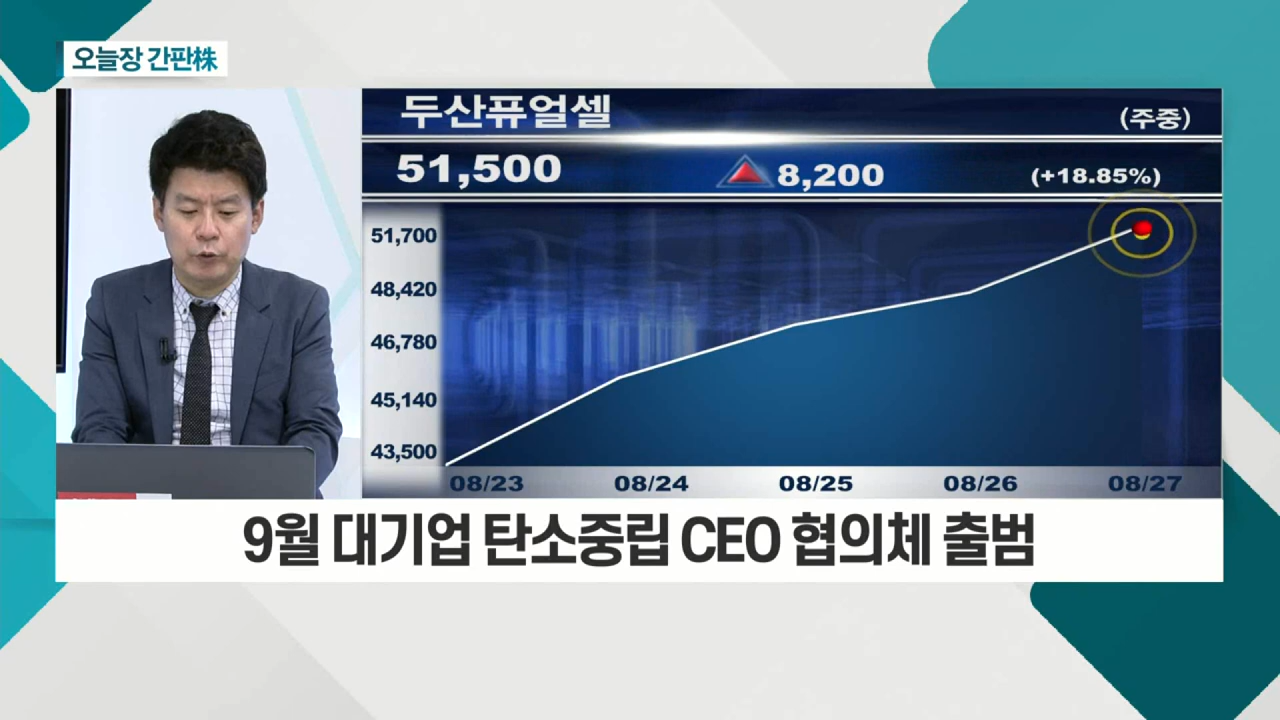 오늘장 간판株
두산퓨얼셀 (주중)
51,500 ▲ 8,200 (+18.85%)
51,700
48,420
46,780
45,140
43,500
08/23 08/24 08/25 08/26 08/27
9월 대기업 탄소중립 CEO 협의체 출범